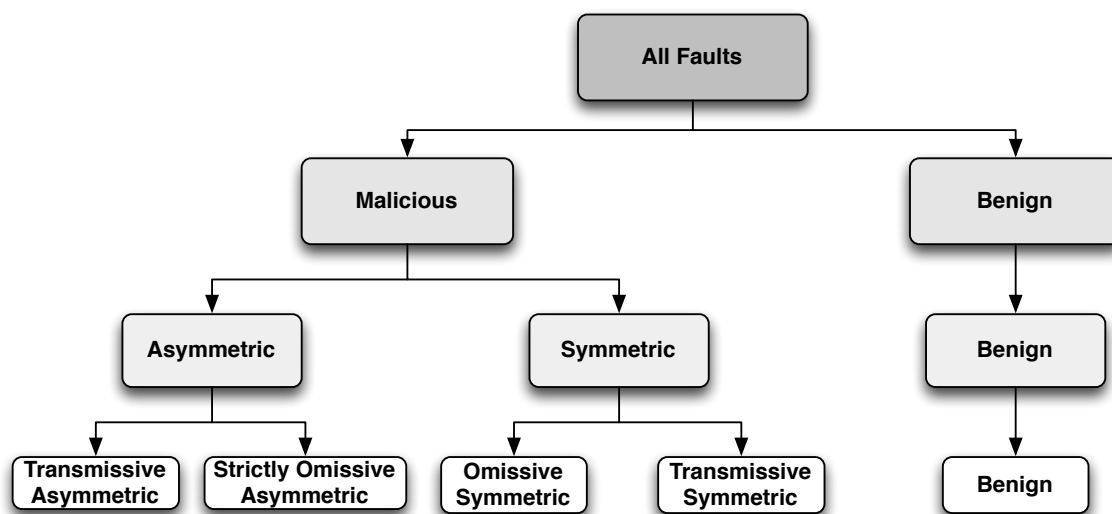 All Faults
Malicious
Benign
Asymmetric
Symmetric
Benign
Transmissive
Asymmetric
Strictly Omissive
Asymmetric
Omissive
Symmetric
Transmissive
Symmetric
Benign